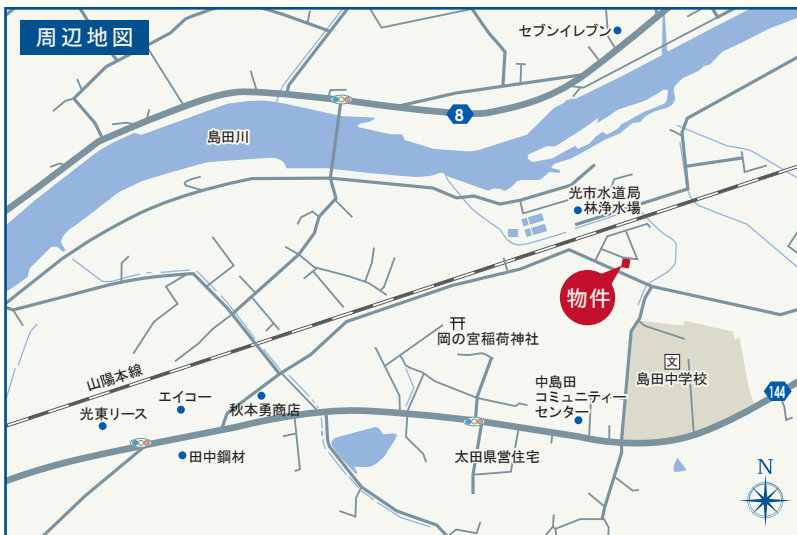 周辺地図
セブンイレブン
8
島田川
光市水道局
林浄水場
物件
岡の宮稲荷神社
山陽本線
文
島田中学校
中島田
コミュニティー
センター
144
エイコー
秋本勇商店
光東リース
田中鋼材
太田県営住宅
N